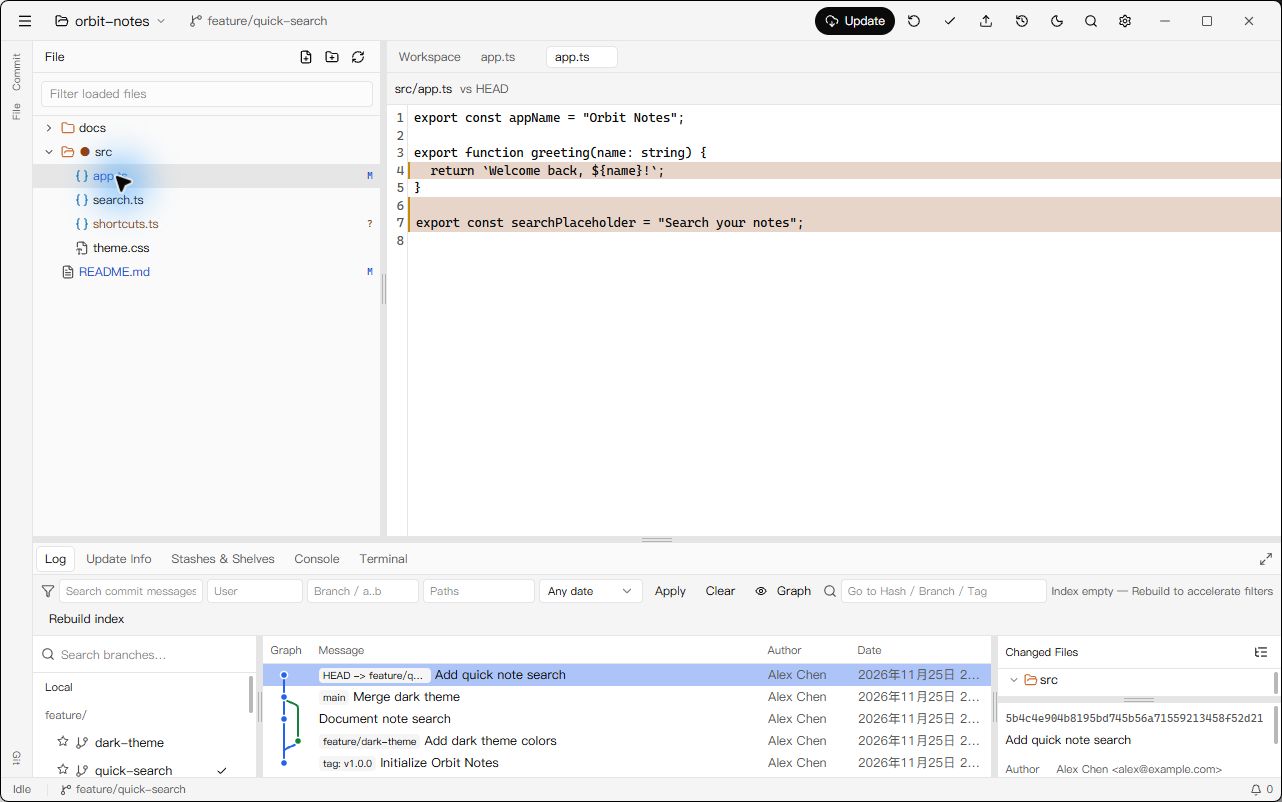 orbit-notes feature/quick-search Update
Commit
File
Git
File
Filter loaded files
docs
src
app.ts M
search.ts
shortcuts.ts ?
theme.css
README.md M
Workspace app.ts app.ts
src/app.ts vs HEAD
1 export const appName = "Orbit Notes";
2
3 export function greeting(name: string) {
4 return `Welcome back, ${name}!`;
5 }
6
7 export const searchPlaceholder = "Search your notes";
8
Log Update Info Stashes & Shelves Console Terminal
Search commit messages User Branch / a..b Paths Any date Apply Clear Graph Go to Hash / Branch / Tag Index empty — Rebuild to accelerate filters
Rebuild index
Search branches...
Local
feature/
dark-theme
quick-search
Graph Message Author Date
HEAD -> feature/q... Add quick note search Alex Chen 2026年11月25日 2...
main Merge dark theme Alex Chen 2026年11月25日 2...
Document note search Alex Chen 2026年11月25日 2...
feature/dark-theme Add dark theme colors Alex Chen 2026年11月25日 2...
tag: v1.0.0 Initialize Orbit Notes Alex Chen 2026年11月25日 2...
Changed Files
src
5b4c4e904b8195bd745b56a71559213458f52d21
Add quick note search
Author Alex Chen <alex@example.com>
Idle feature/quick-search 0